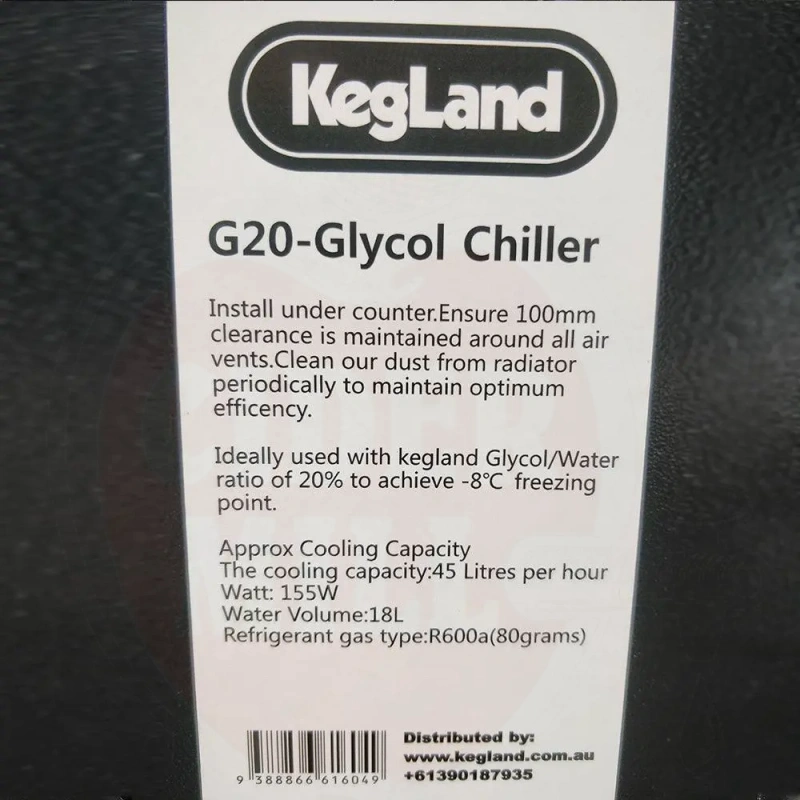 KegLand
G20-Glycol Chiller
Install under counter.Ensure 100mm
clearance is maintained around all air
vents.Clean our dust from radiator
periodically to maintain optimum
efficency.
Ideally used with kegland Glycol/Water
ratio of 20% to achieve -8℃ freezing
point.
Approx Cooling Capacity
The cooling capacity:45 Litres per hour
Watt: 155W
Water Volume:18L
Refrigerant gas type:R600a(80grams)
Distributed by:
www.kegland.com.au
+61390187935
9 388866 616049